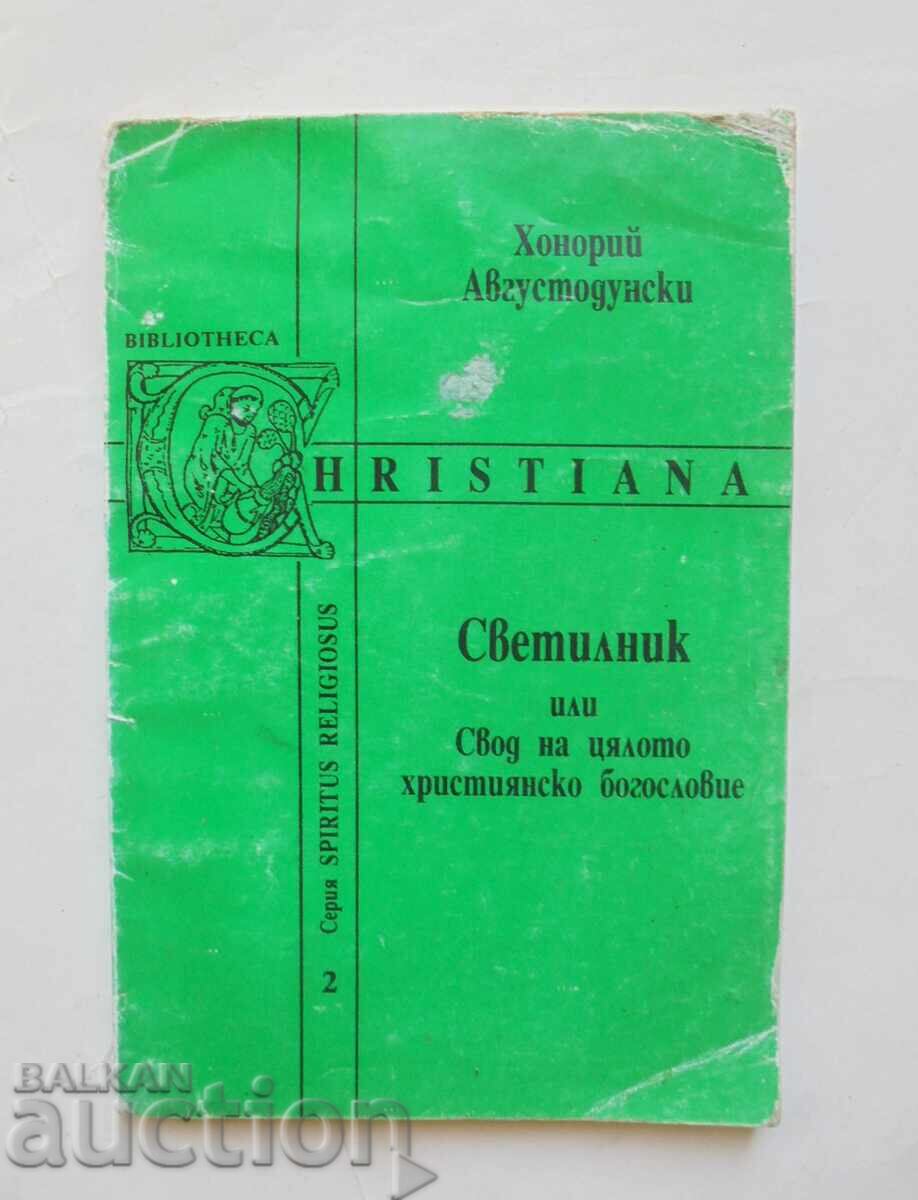 Хонорий
Августодунски
BIBLIOTHECA
CHRISTIANA
Светилник
или
Свод на цялото
християнско богословие
Серия SPIRITUS RELIGIOSUS
2
BALKAN
auction